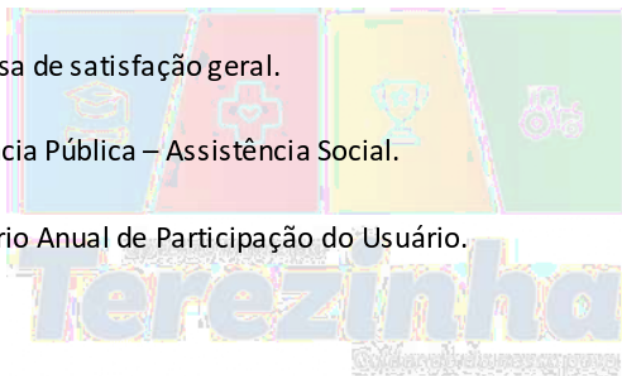 sa de satisfação geral.
cia Pública – Assistência Social.
rio Anual de Participação do Usuário.
Terezinha